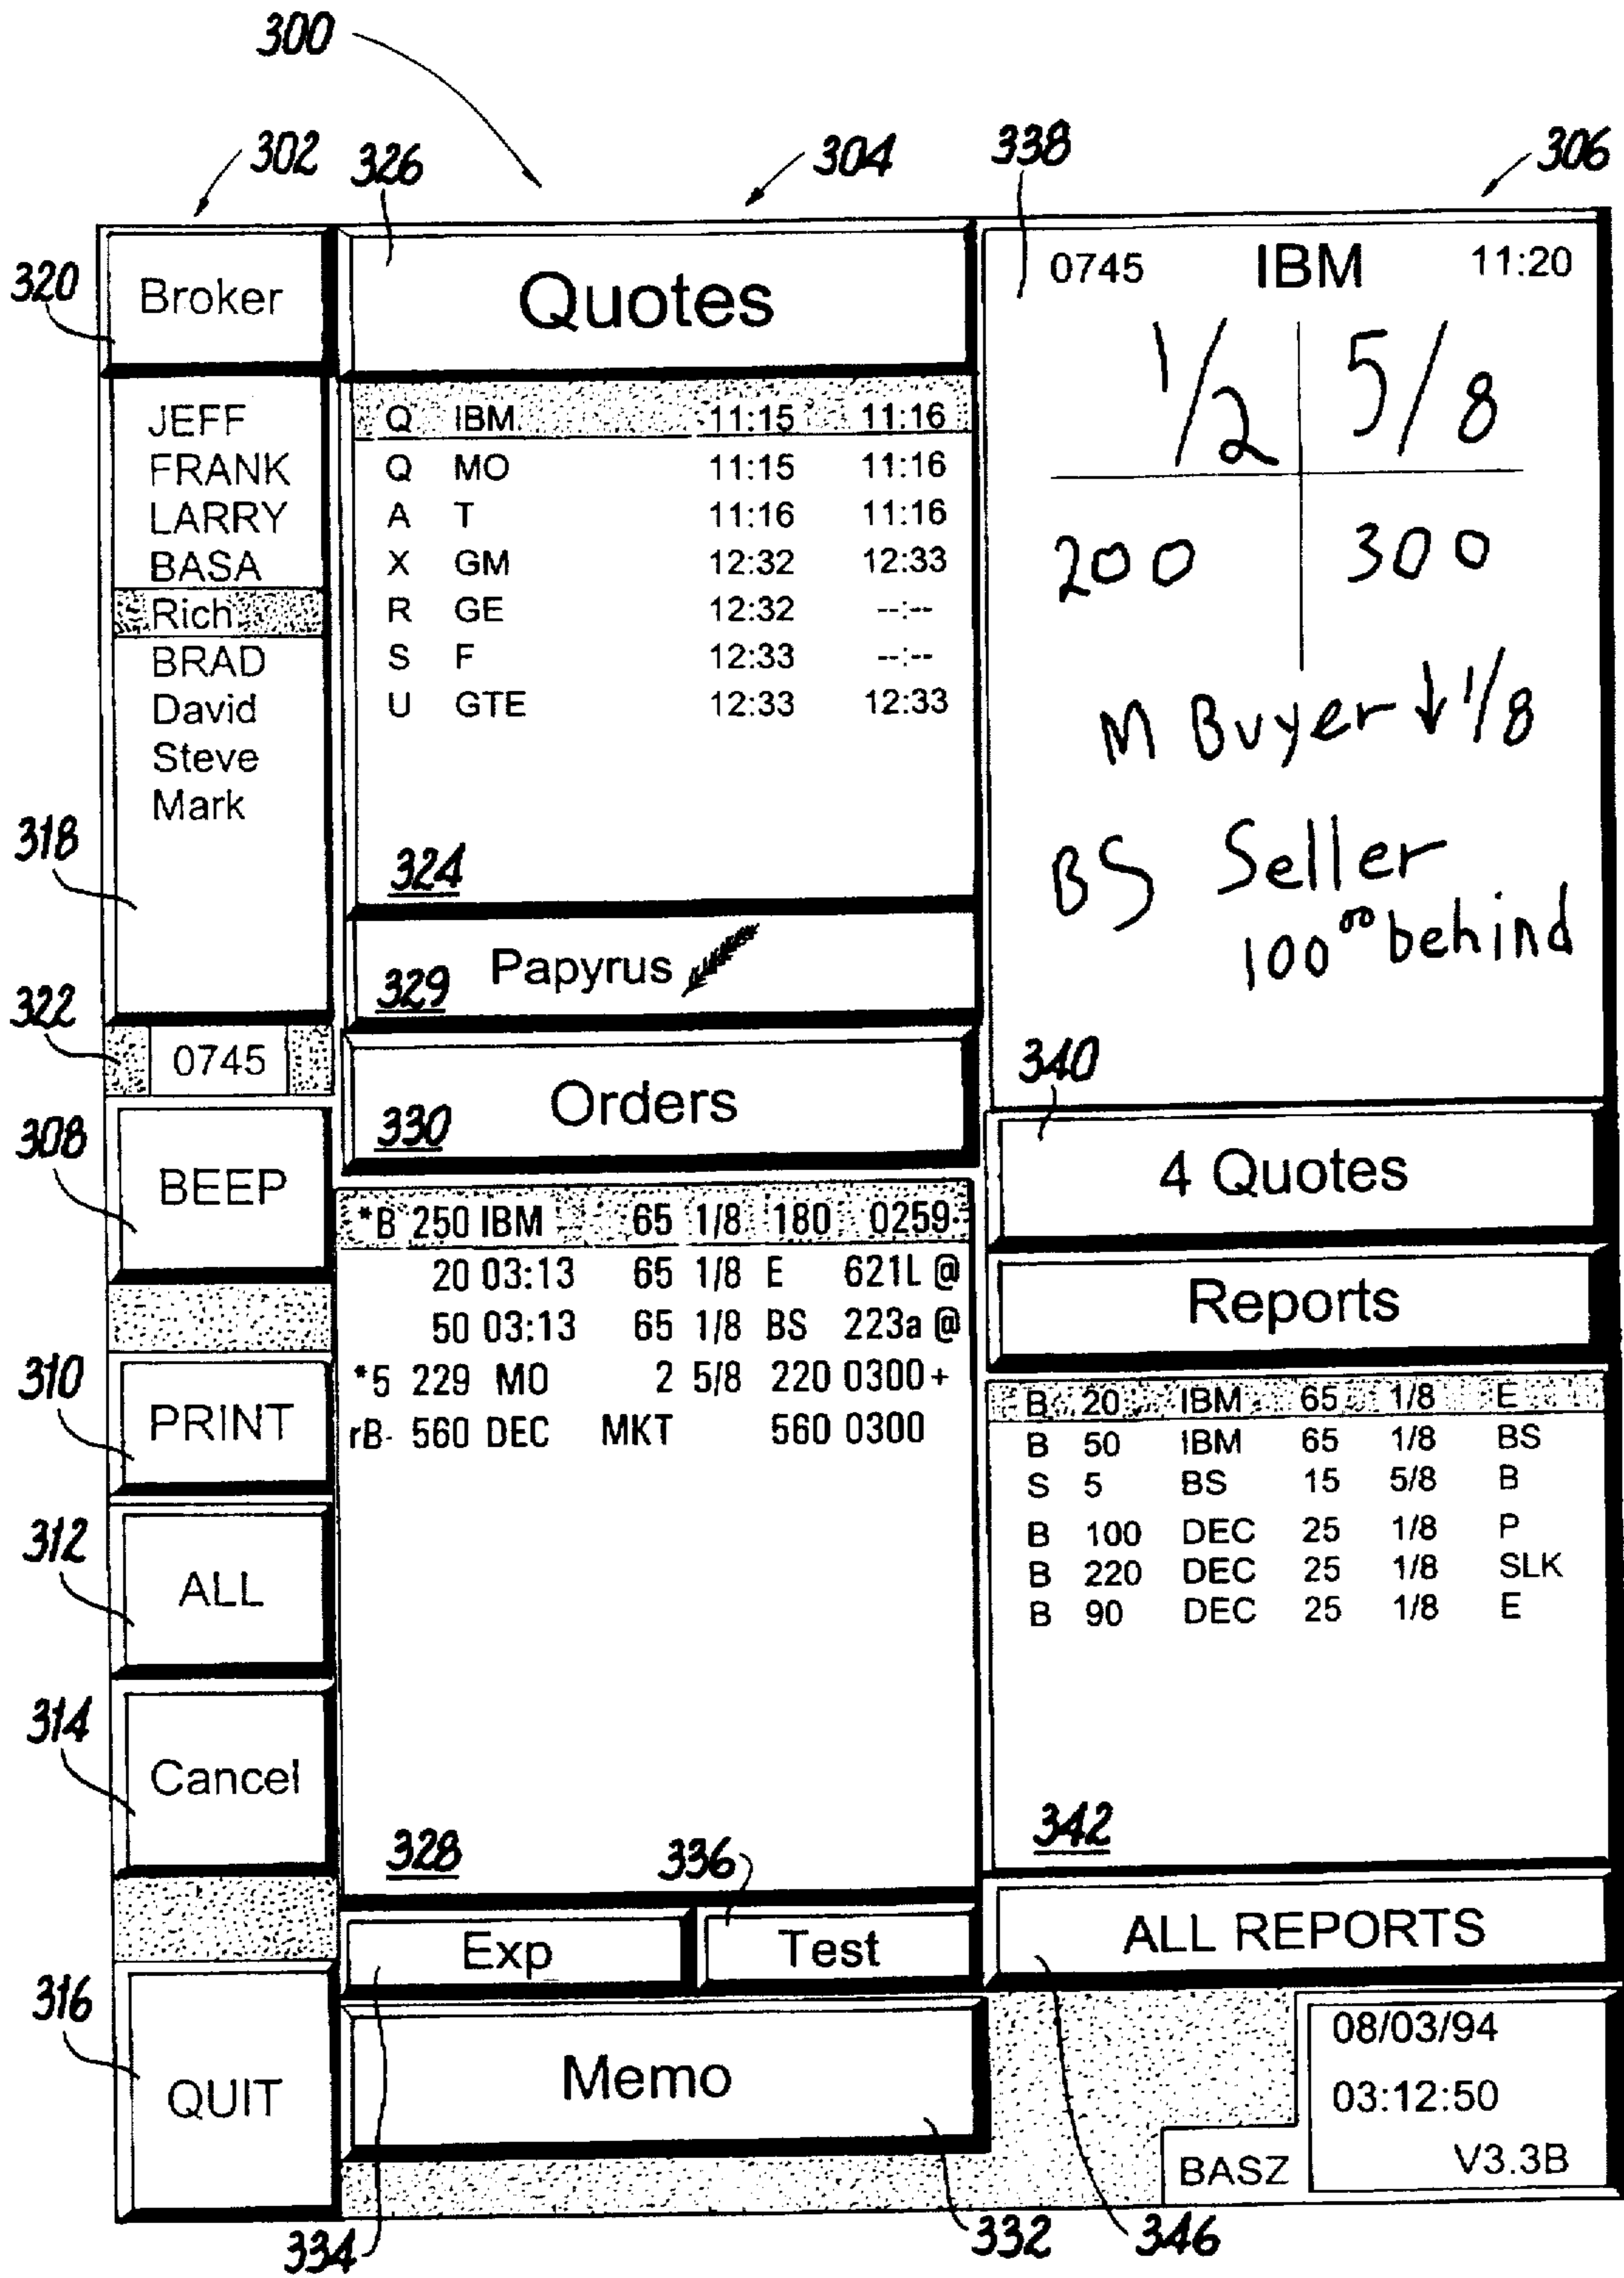 300
302 326 304 338 306
320
Broker
JEFF
FRANK
LARRY
BASA
Rich
BRAD
David
Steve
Mark
318
322
0745
308
BEEP
310
PRINT
312
ALL
314
Cancel
316
QUIT
Quotes
Q IBM 11:15 11:16
Q MO 11:15 11:16
A T 11:16 11:16
X GM 12:32 12:33
R GE 12:32 --:--
S F 12:33 --:--
U GTE 12:33 12:33
324
329 Papyrus
330 Orders
*B 250 IBM 65 1/8 180 0259-
20 03:13 65 1/8 E 621L @
50 03:13 65 1/8 BS 223a @
*5 229 MO 2 5/8 220 0300+
rB- 560 DEC MKT 560 0300
328 336
Exp Test
Memo
334 332 346
0745 IBM 11:20
1/2 5/8
200 300
M Buyer ↓ 1/8
BS Seller
100⁰⁰ behind
340
4 Quotes
Reports
B 20 IBM 65 1/8 E
B 50 IBM 65 1/8 BS
S 5 BS 15 5/8 B
B 100 DEC 25 1/8 P
B 220 DEC 25 1/8 SLK
B 90 DEC 25 1/8 E
342
ALL REPORTS
08/03/94
03:12:50
BASZ V3.3B